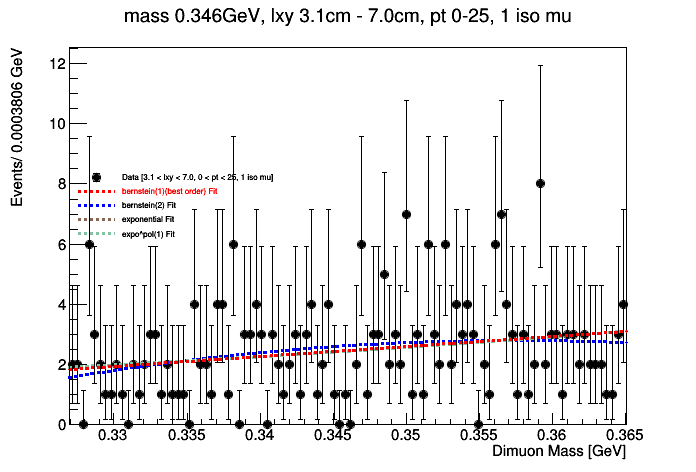 mass 0.346GeV, lxy 3.1cm - 7.0cm, pt 0-25, 1 iso mu
Events/ 0.0003806 GeV
12
10
8
6
4
2
0
Data [3.1 < lxy < 7.0, 0 < pt < 25, 1 iso mu]
bernstein(1)(best order) Fit
bernstein(2) Fit
exponential Fit
expo*pol(1) Fit
0.33 0.335 0.34 0.345 0.35 0.355 0.36 0.365
Dimuon Mass [GeV]